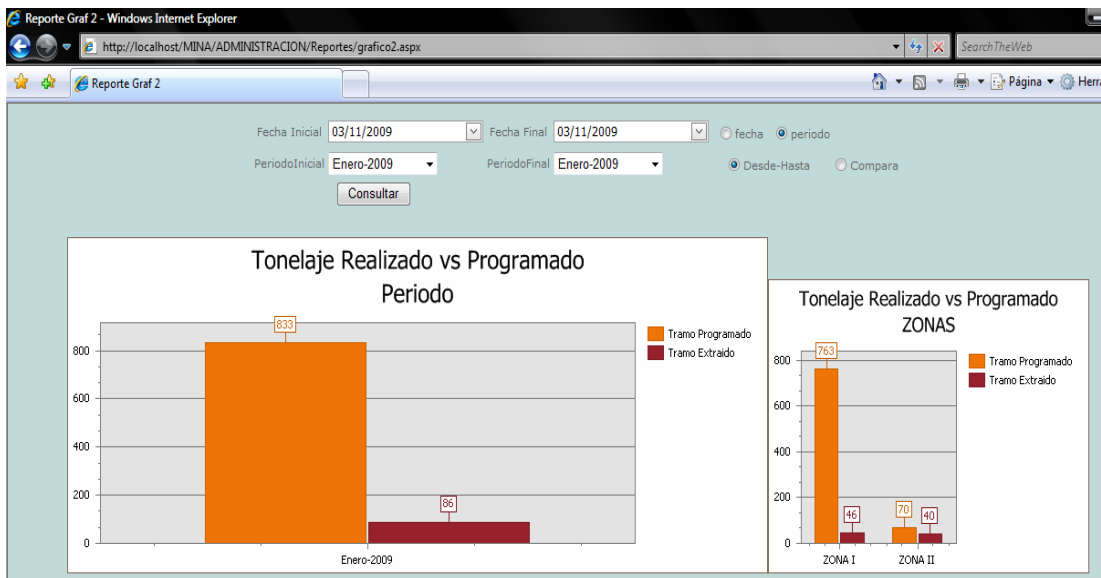 Reporte Graf 2 - Windows Internet Explorer
http://localhost/MINA/ADMINISTRACION/Reportes/grafico2.aspx
SearchTheWeb
Reporte Graf 2
Página
Fecha Inicial 03/11/2009 Fecha Final 03/11/2009 fecha periodo
PeriodoInicial Enero-2009 PeriodoFinal Enero-2009 Desde-Hasta Compara
Consultar
Tonelaje Realizado vs Programado
Periodo
833
800
600
400
200
0
86
Enero-2009
Tramo Programado
Tramo Extraido
Tonelaje Realizado vs Programado
ZONAS
763
800
600
400
200
0
46
70
40
ZONA I ZONA II
Tramo Programado
Tramo Extraido